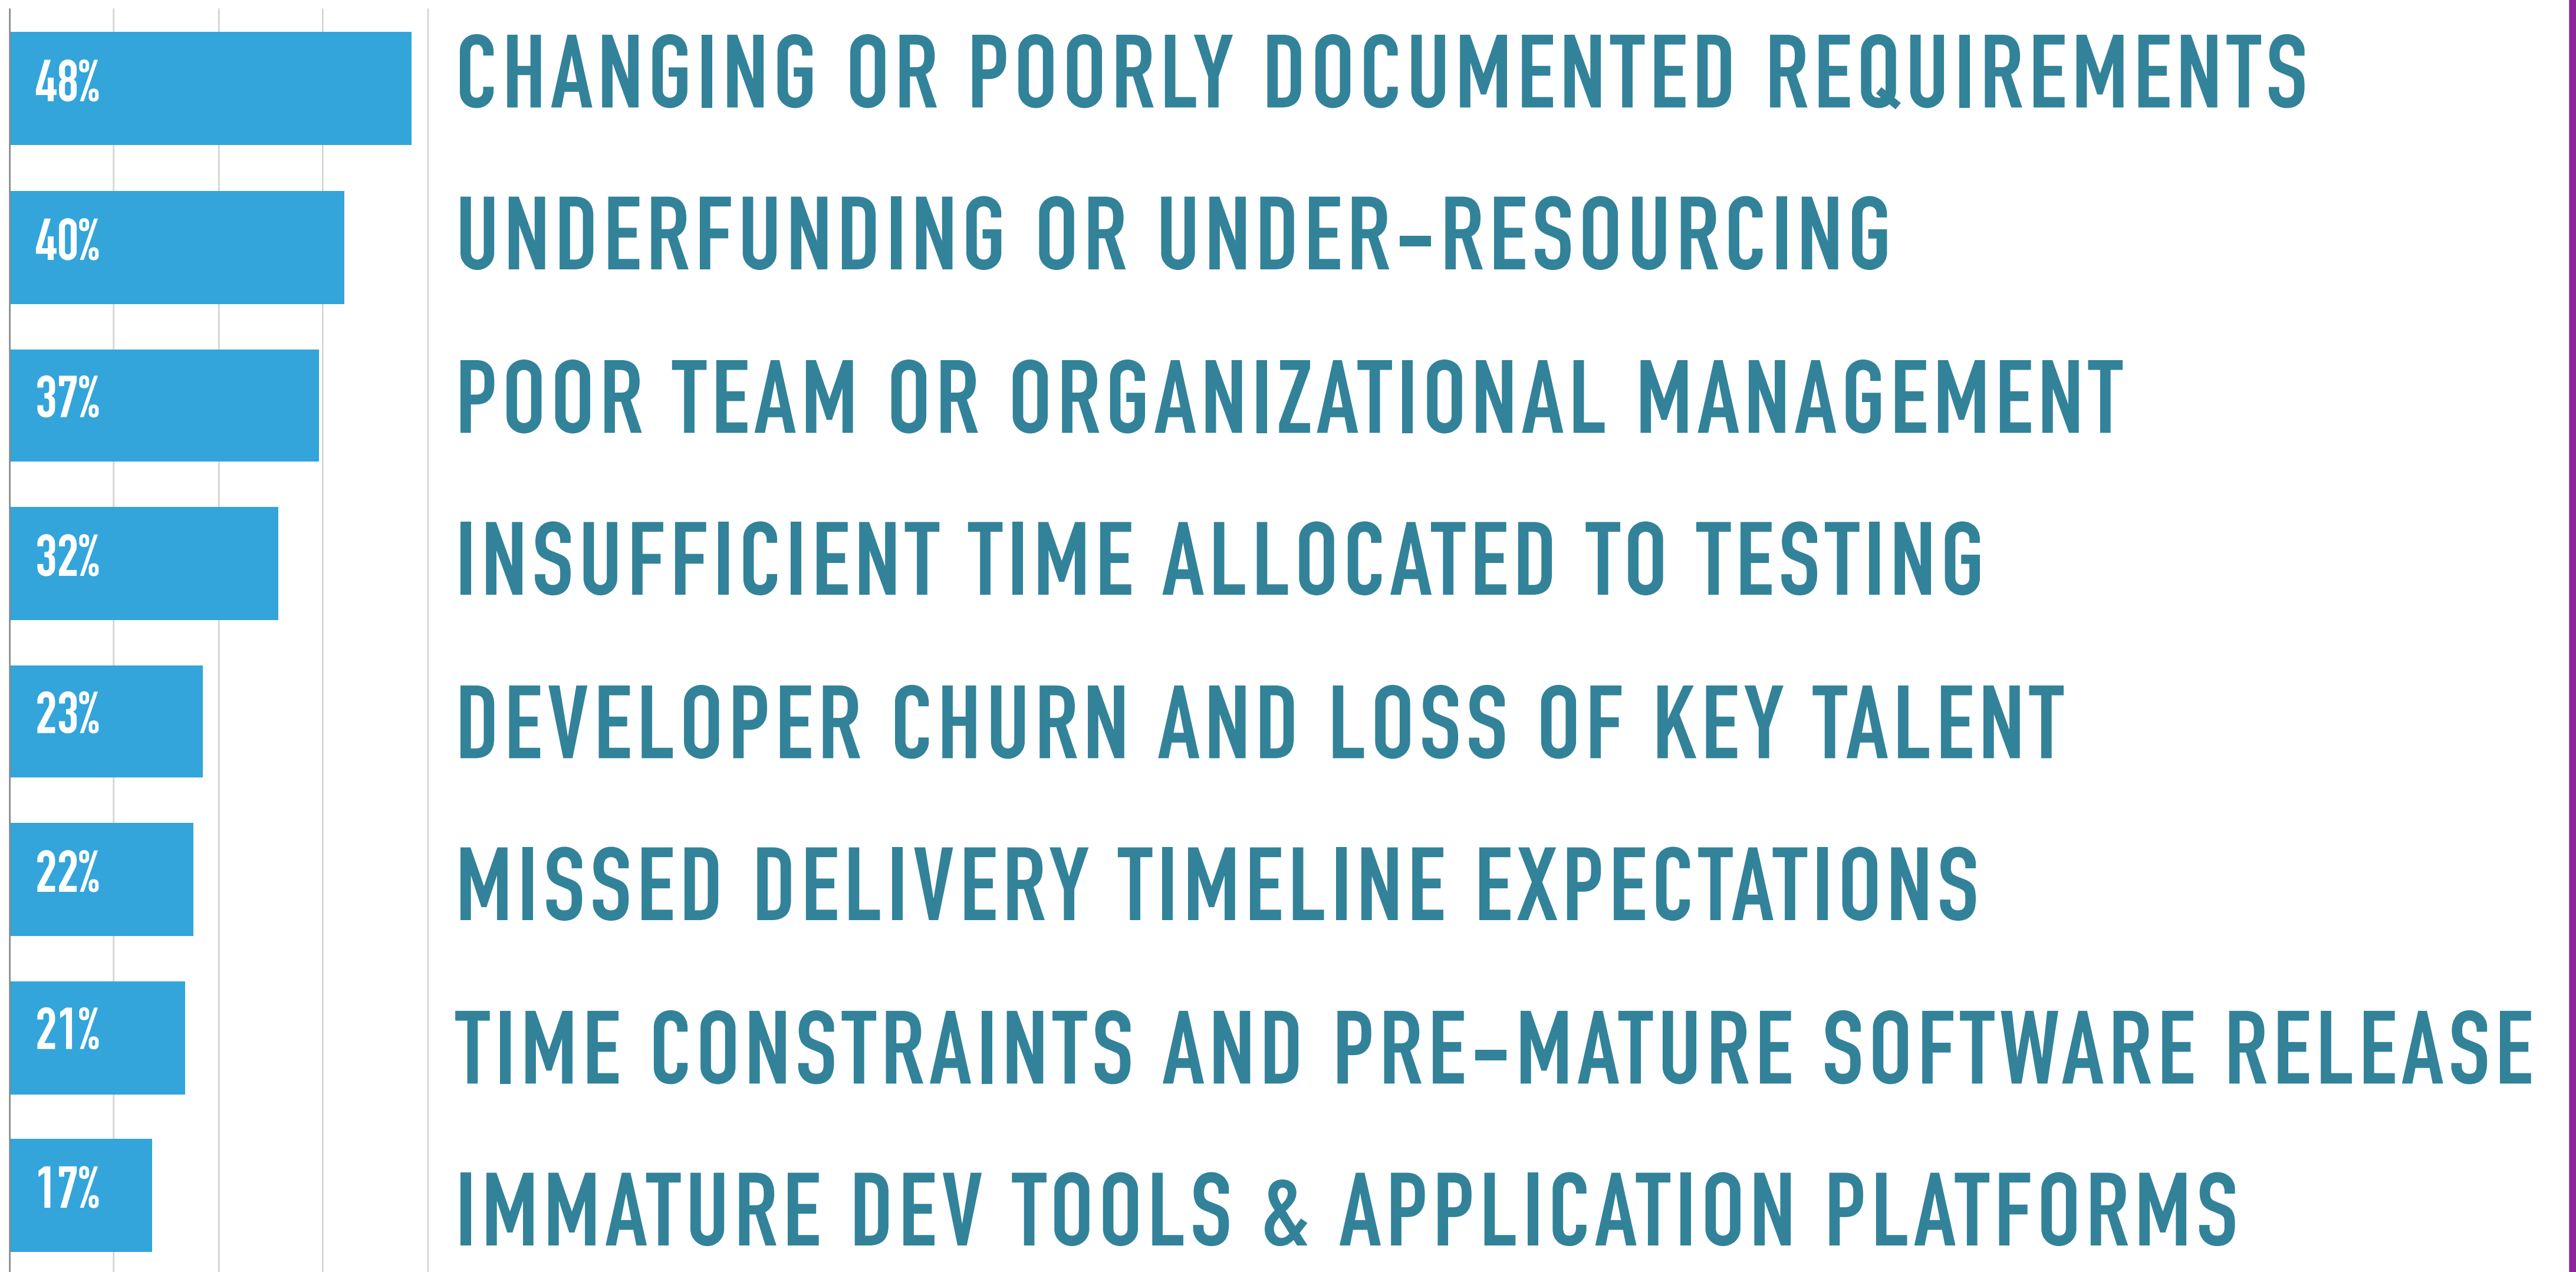 48% CHANGING OR POORLY DOCUMENTED REQUIREMENTS
40% UNDERFUNDING OR UNDER-RESOURCING
37% POOR TEAM OR ORGANIZATIONAL MANAGEMENT
32% INSUFFICIENT TIME ALLOCATED TO TESTING
23% DEVELOPER CHURN AND LOSS OF KEY TALENT
22% MISSED DELIVERY TIMELINE EXPECTATIONS
21% TIME CONSTRAINTS AND PRE-MATURE SOFTWARE RELEASE
17% IMMATURE DEV TOOLS & APPLICATION PLATFORMS